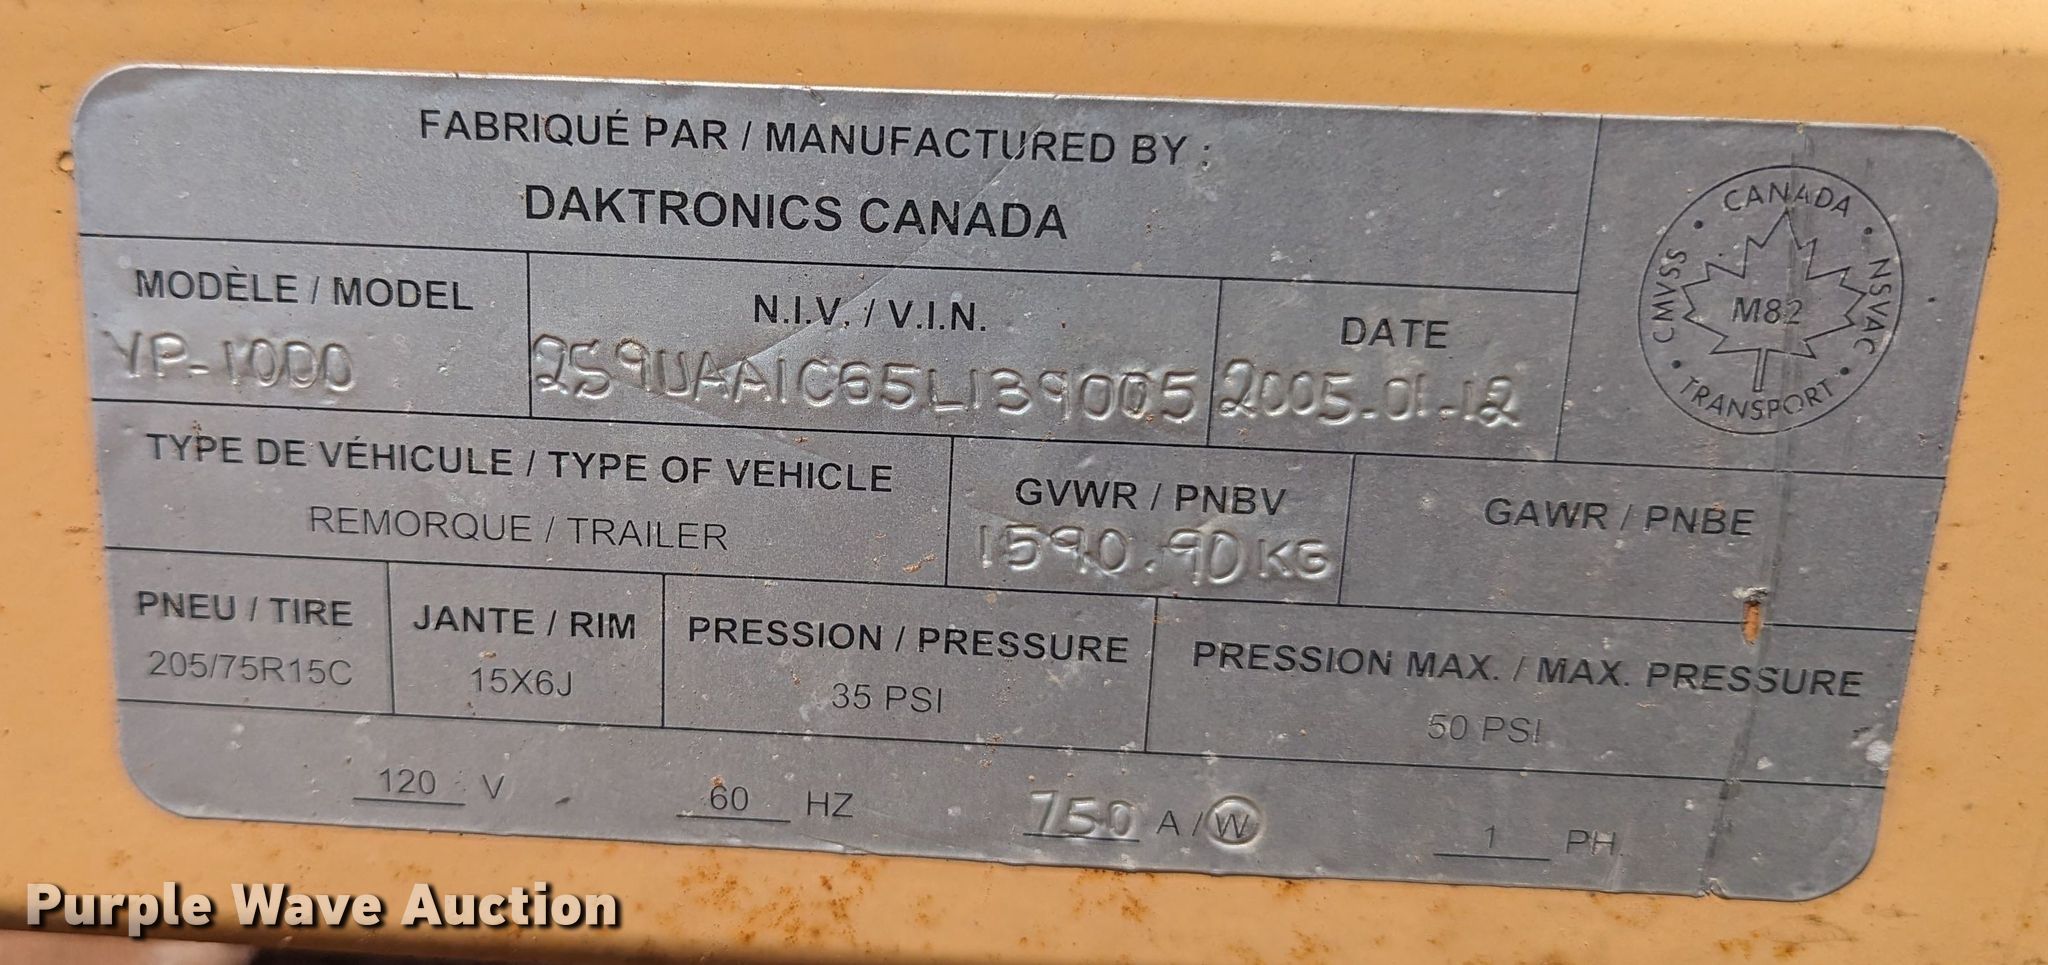 FABRIQUÉ PAR / MANUFACTURED BY :
DAKTRONICS CANADA
CANADA
CMVSS
NSVAC
M82
TRANSPORT
MODÈLE / MODEL
VP-1000
N.I.V. / V.I.N.
2S9UAA1C65L139005
DATE
2005-01-12
TYPE DE VÉHICULE / TYPE OF VEHICLE
REMORQUE / TRAILER
GVWR / PNBV
1590.90KG
GAWR / PNBE
PNEU / TIRE
205/75R15C
JANTE / RIM
15X6J
PRESSION / PRESSURE
35 PSI
PRESSION MAX. / MAX. PRESSURE
50 PSI
120 V 60 HZ 750 A / W 1 PH.
Purple Wave Auction